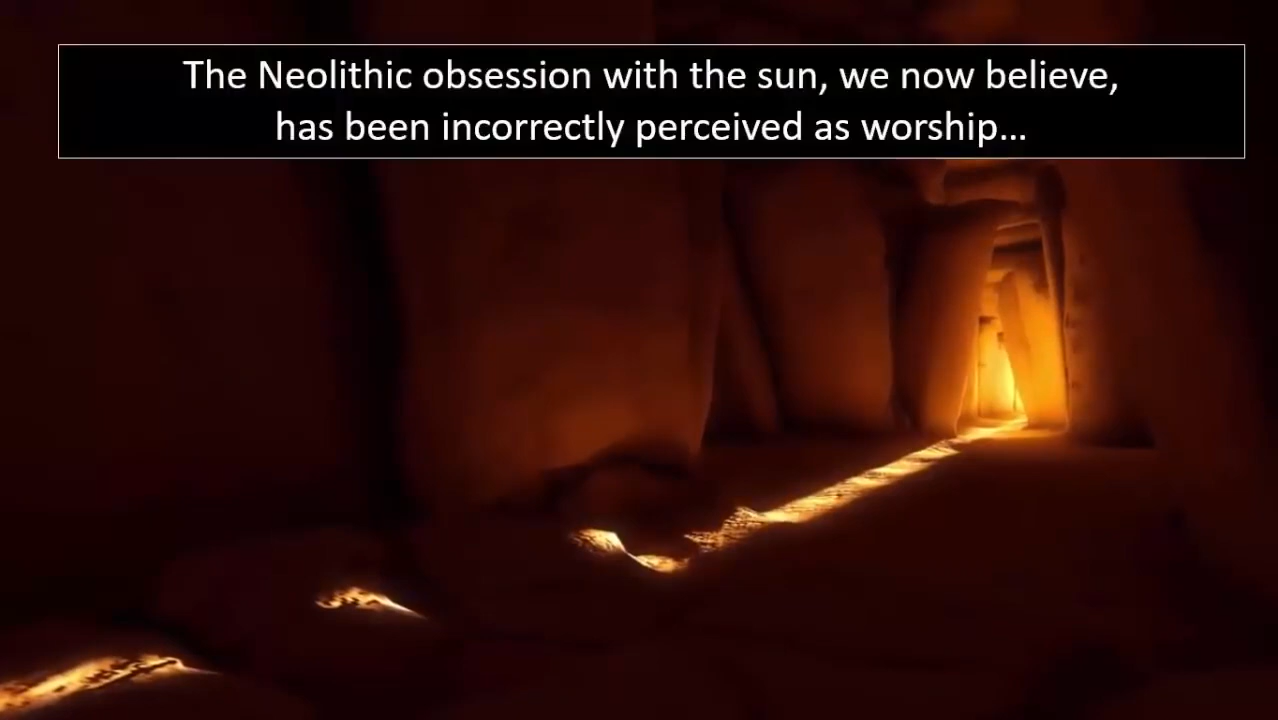 The Neolithic obsession with the sun, we now believe,
has been incorrectly perceived as worship...